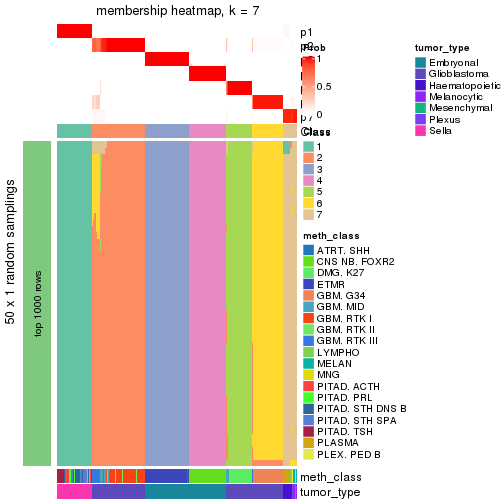 membership heatmap, k = 7
p1
p2
Prob
1
0.5
0
p7
Class
Class
1
2
3
4
5
6
7
50 x 1 random samplings
top 1000 rows
meth_class
tumor_type
tumor_type
Embryonal
Glioblastoma
Haematopoietic
Melanocytic
Mesenchymal
Plexus
Sella
meth_class
ATRT. SHH
CNS NB. FOXR2
DMG. K27
ETMR
GBM. G34
GBM. MID
GBM. RTK I
GBM. RTK II
GBM. RTK III
LYMPHO
MELAN
MNG
PITAD. ACTH
PITAD. PRL
PITAD. STH DNS B
PITAD. STH SPA
PITAD. TSH
PLASMA
PLEX. PED B